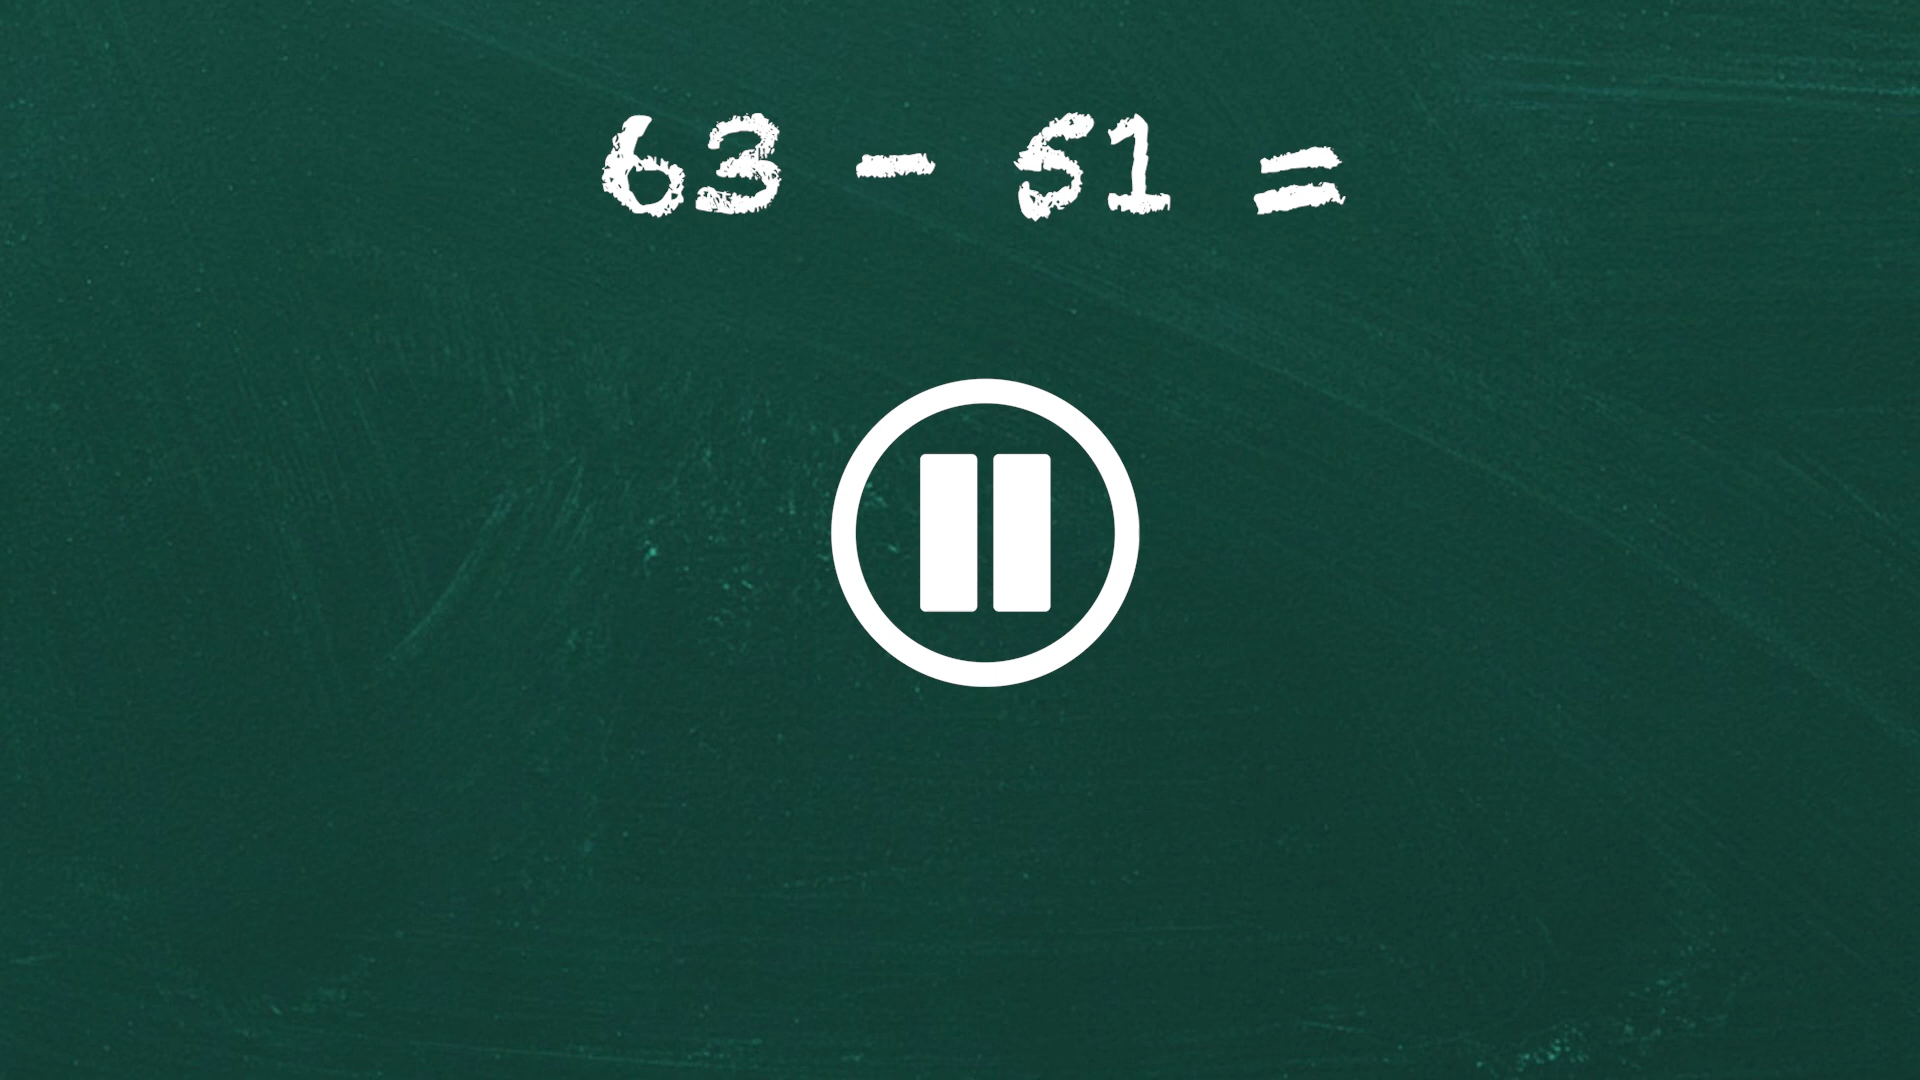 63 - 51 =